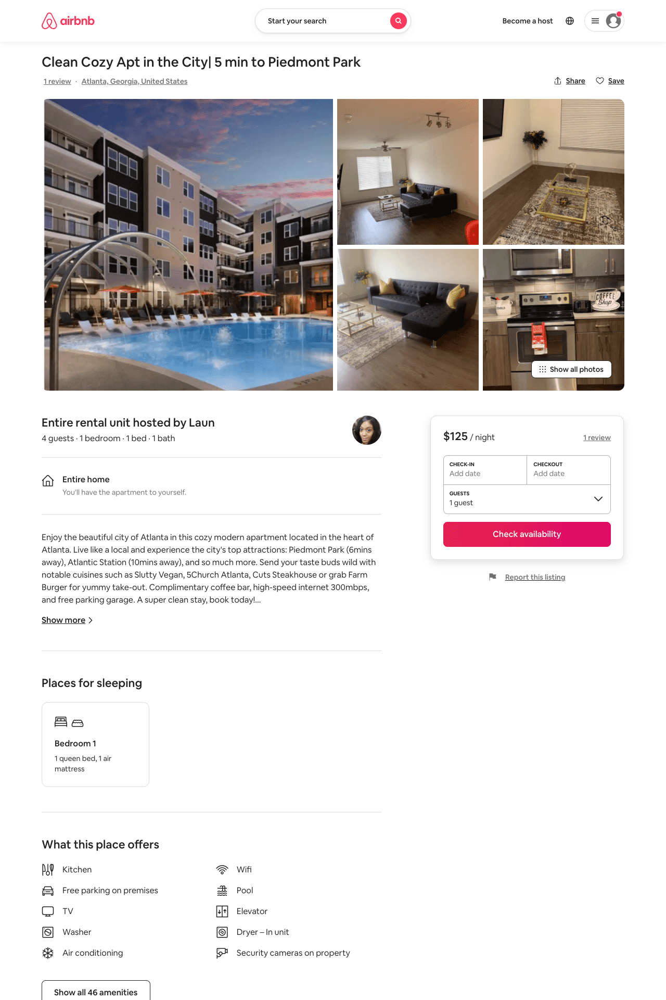 airbnb
Start your search
Become a host
Clean Cozy Apt in the City| 5 min to Piedmont Park
1 review · Atlanta, Georgia, United States
Share
Save
COFFEE
Shop
Show all photos
Entire rental unit hosted by Laun
4 guests · 1 bedroom · 1 bed · 1 bath
Entire home
You'll have the apartment to yourself.
Enjoy the beautiful city of Atlanta in this cozy modern apartment located in the heart of
Atlanta. Live like a local and experience the city's top attractions: Piedmont Park (6mins
away), Atlantic Station (10mins away), and so much more. Send your taste buds wild with
notable cuisines such as Slutty Vegan, 5Church Atlanta, Cuts Steakhouse or grab Farm
Burger for yummy take-out. Complimentary coffee bar, high-speed internet 300mbps,
and free parking garage. A super clean stay, book today!...
Show more
$125 / night
1 review
CHECK-IN
Add date
CHECKOUT
Add date
GUESTS
1 guest
Check availability
Report this listing
Places for sleeping
Bedroom 1
1 queen bed, 1 air
mattress
What this place offers
Kitchen
Wifi
Free parking on premises
Pool
TV
Elevator
Washer
Dryer – In unit
Air conditioning
Security cameras on property
Show all 46 amenities